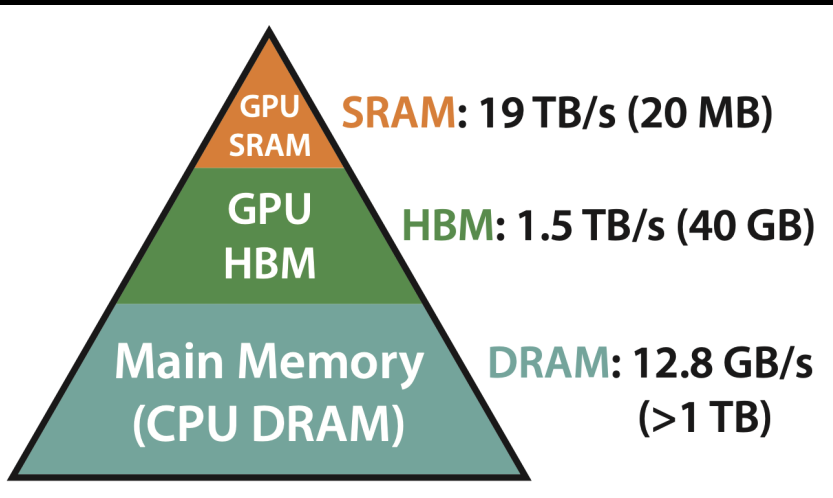 GPU
SRAM
SRAM: 19 TB/s (20 MB)
GPU
HBM
HBM: 1.5 TB/s (40 GB)
Main Memory
(CPU DRAM)
DRAM: 12.8 GB/s
(>1 TB)